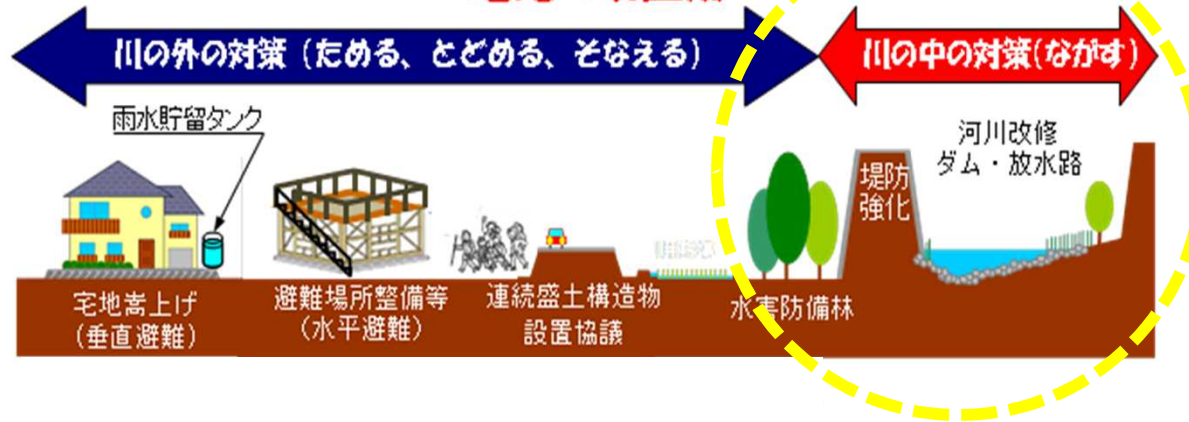 川の外の対策（ためる、とどめる、そなえる）
川の中の対策(ながす)
雨水貯留タンク
河川改修
ダム・放水路
堤防
強化
宅地嵩上げ
（垂直避難）
避難場所整備等
（水平避難）
連続盛土構造物
設置協議
水害防備林